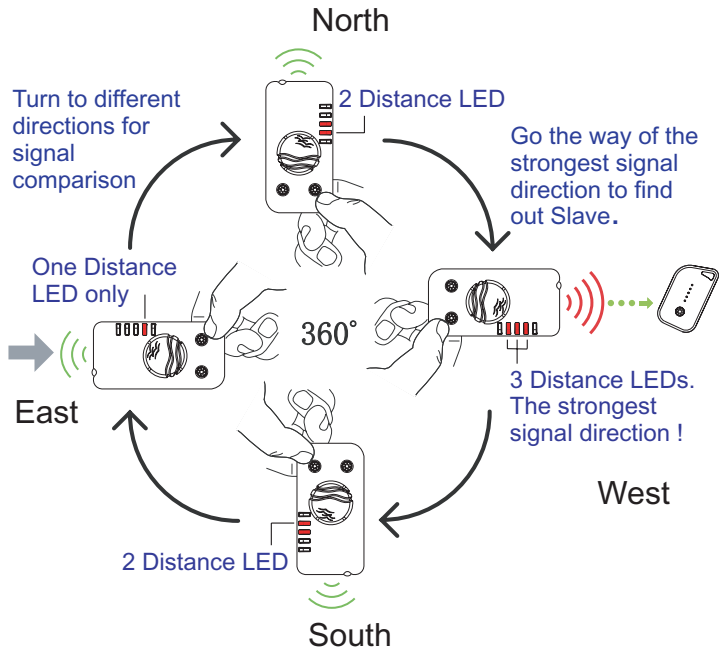 North
Turn to different
directions for
signal
comparison
2 Distance LED
Go the way of the
strongest signal
direction to find
out Slave.
One Distance
LED only
360°
3 Distance LEDs.
The strongest
signal direction !
East
West
2 Distance LED
South